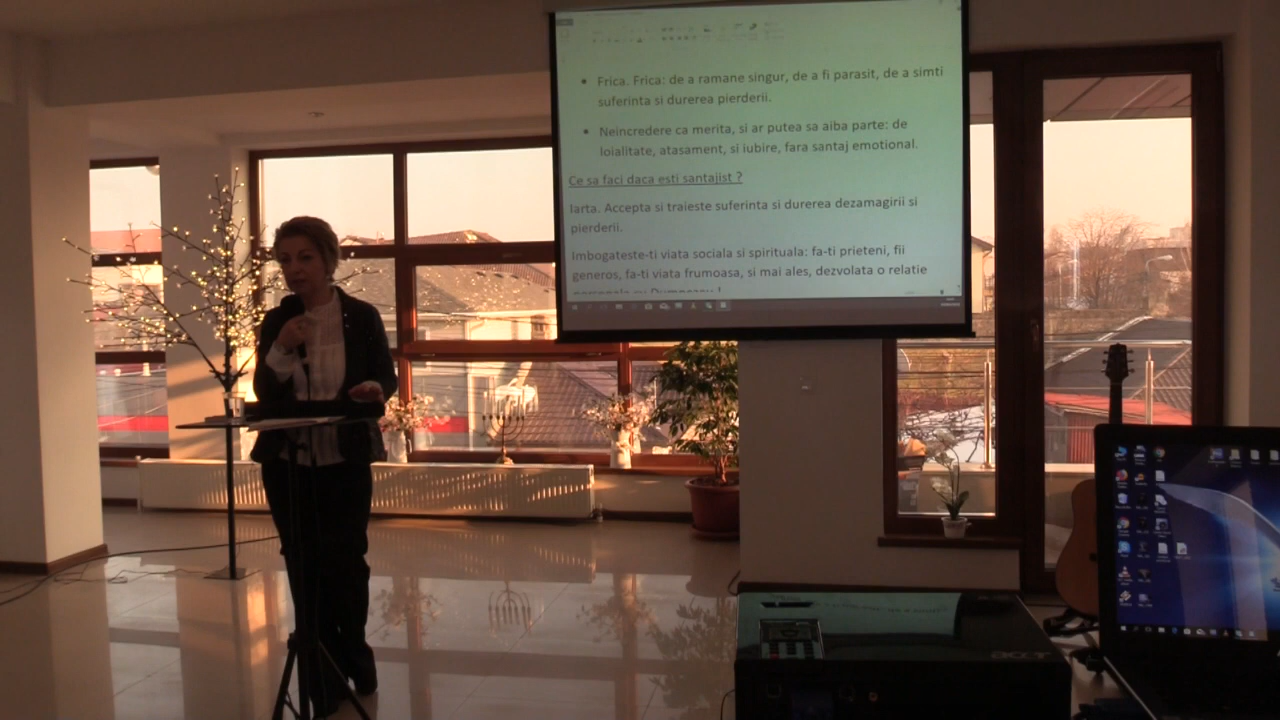 Frica. Frica: de a ramane singur, de a fi parasit, de a simti
suferinta si durerea pierderii.
Neincredere ca merita, si ar putea sa aiba parte: de
loialitate, atasament, si iubire, fara santaj emotional.
Ce sa faci daca esti santajist ?
Iarta. Accepta si traieste suferinta si durerea dezamagirii si
pierderii.
Imbogateste-ti viata sociala si spirituala: fa-ti prieteni, fii
generos, fa-ti viata frumoasa, si mai ales, dezvolata o relatie
acer